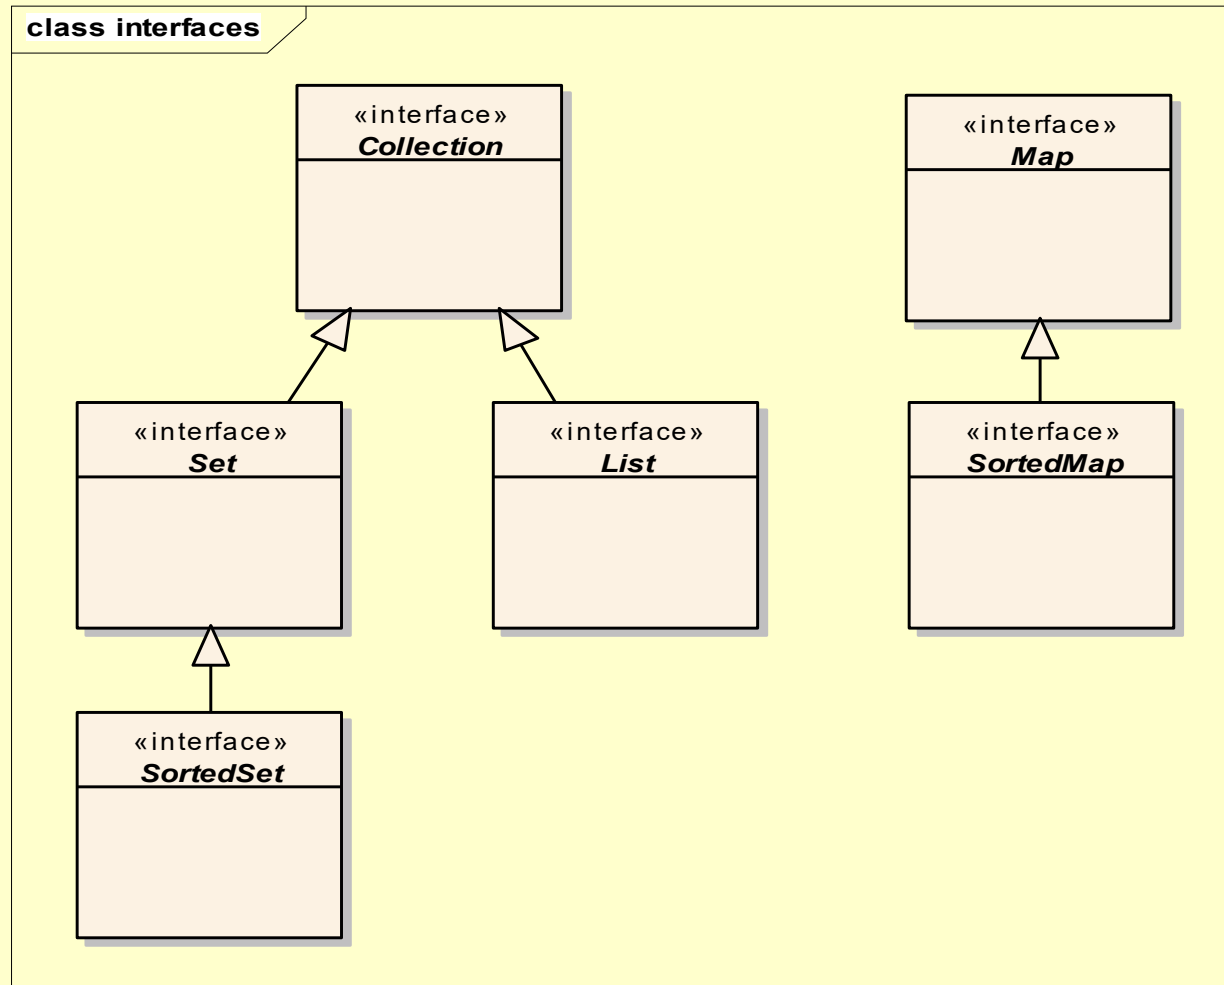 class interfaces
«interface»
Collection
«interface»
Map
«interface»
Set
«interface»
List
«interface»
SortedMap
«interface»
SortedSet